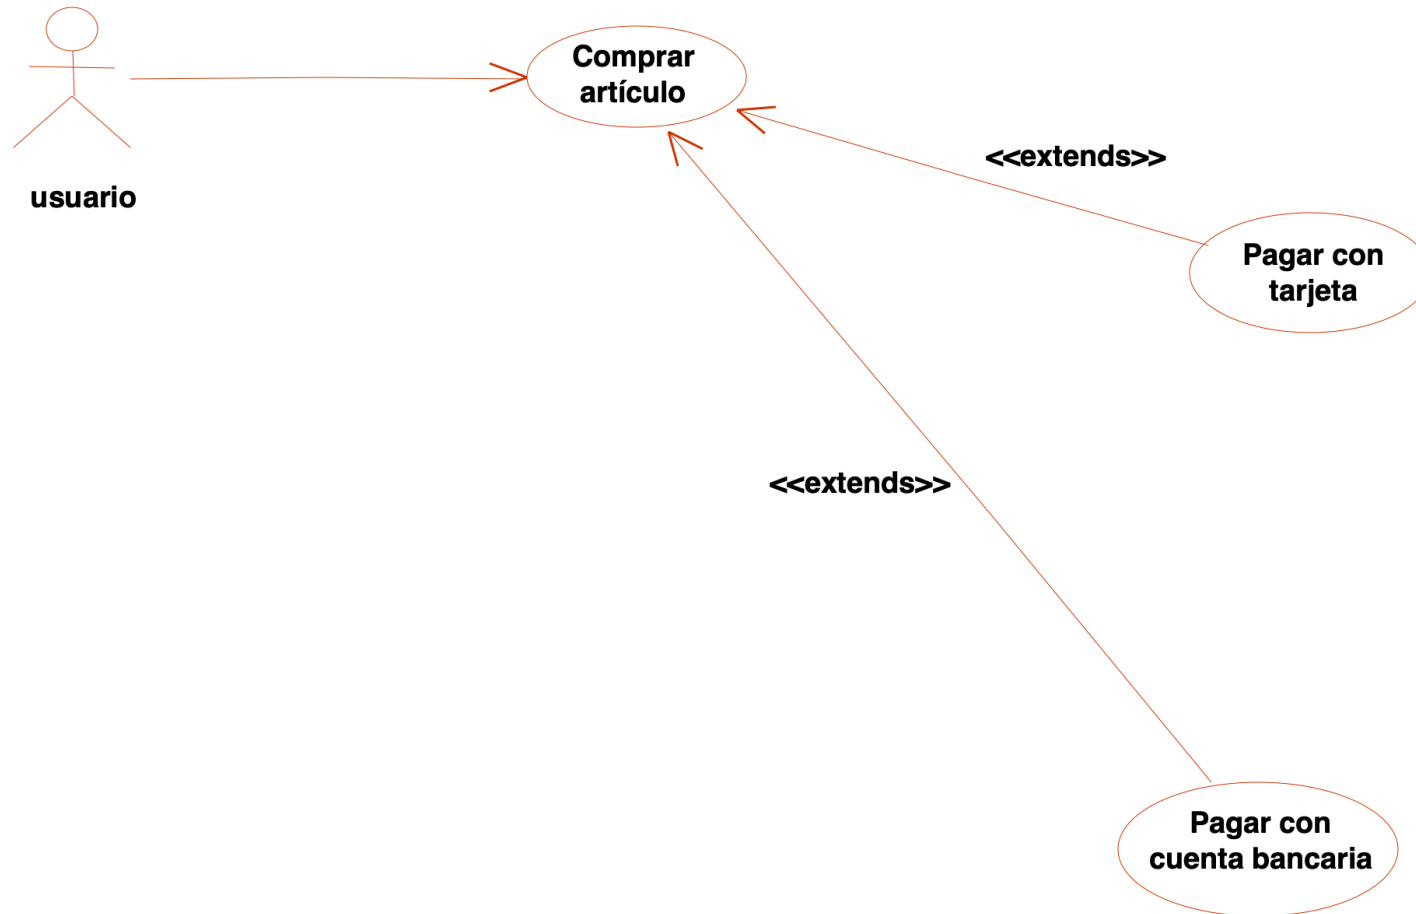 Comprar
artículo
<<extends>>
usuario
Pagar con
tarjeta
<<extends>>
Pagar con
cuenta bancaria